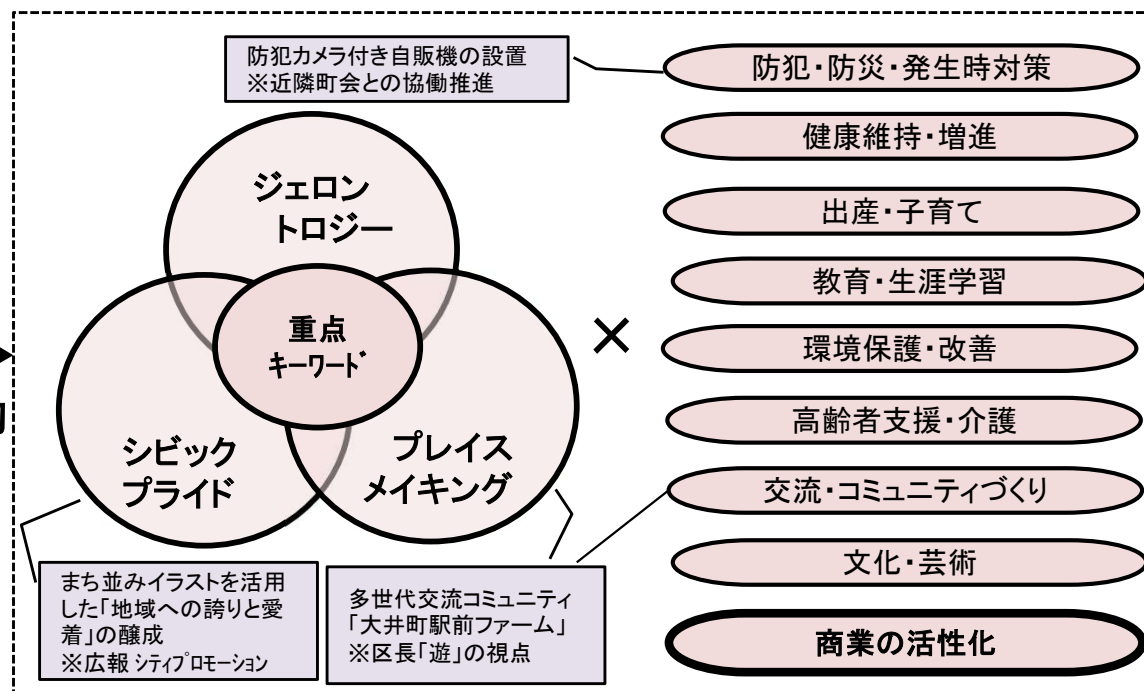 防犯カメラ付き自販機の設置
※近隣町会との協働推進
防犯・防災・発生時対策
健康維持・増進
出産・子育て
教育・生涯学習
環境保護・改善
高齢者支援・介護
交流・コミュニティづくり
文化・芸術
商業の活性化
ジェロン
トロジー
重点
キーワード
シビック
プライド
プレイス
メイキング
×
まち並みイラストを活用
した「地域への誇りと愛
着」の醸成
※広報 シティプロモーション
多世代交流コミュニティ
「大井町駅前ファーム」
※区長「遊」の視点